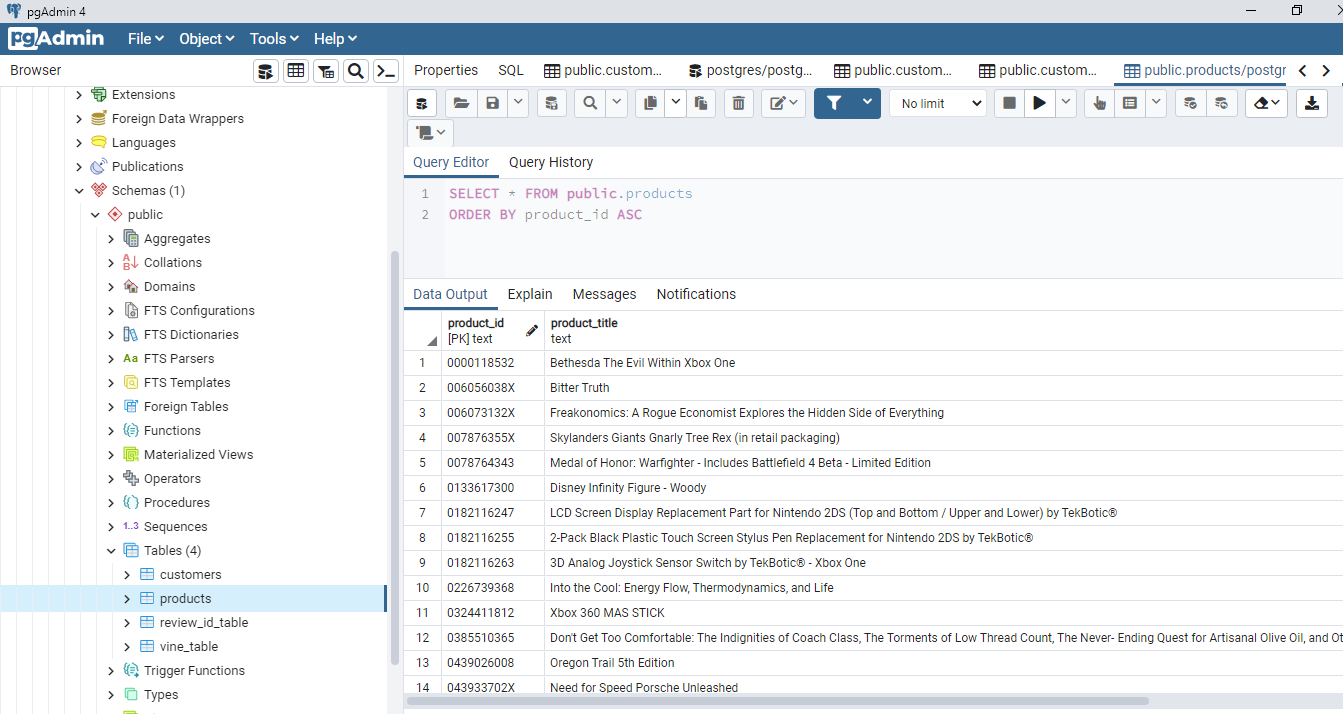 pgAdmin 4
pgAdmin File Object Tools Help
Browser
Properties SQL public.custom... postgres/postg... public.custom... public.custom... public.products/postgr
No limit
Query Editor Query History
1 SELECT * FROM public.products
2 ORDER BY product_id ASC
Extensions
Foreign Data Wrappers
Languages
Publications
Schemas (1)
public
Aggregates
Collations
Domains
FTS Configurations
FTS Dictionaries
Aa FTS Parsers
FTS Templates
Foreign Tables
Functions
Materialized Views
Operators
Procedures
1..3 Sequences
Tables (4)
customers
products
review_id_table
vine_table
Trigger Functions
Types
Data Output Explain Messages Notifications
product_id product_title
[PK] text text
1 0000118532 Bethesda The Evil Within Xbox One
2 006056038X Bitter Truth
3 006073132X Freakonomics: A Rogue Economist Explores the Hidden Side of Everything
4 007876355X Skylanders Giants Gnarly Tree Rex (in retail packaging)
5 0078764343 Medal of Honor: Warfighter - Includes Battlefield 4 Beta - Limited Edition
6 0133617300 Disney Infinity Figure - Woody
7 0182116247 LCD Screen Display Replacement Part for Nintendo 2DS (Top and Bottom / Upper and Lower) by TekBotic®
8 0182116255 2-Pack Black Plastic Touch Screen Stylus Pen Replacement for Nintendo 2DS by TekBotic®
9 0182116263 3D Analog Joystick Sensor Switch by TekBotic® - Xbox One
10 0226739368 Into the Cool: Energy Flow, Thermodynamics, and Life
11 0324411812 Xbox 360 MAS STICK
12 0385510365 Don't Get Too Comfortable: The Indignities of Coach Class, The Torments of Low Thread Count, The Never- Ending Quest for Artisanal Olive Oil, and Ot
13 0439026008 Oregon Trail 5th Edition
14 043933702X Need for Speed Porsche Unleashed